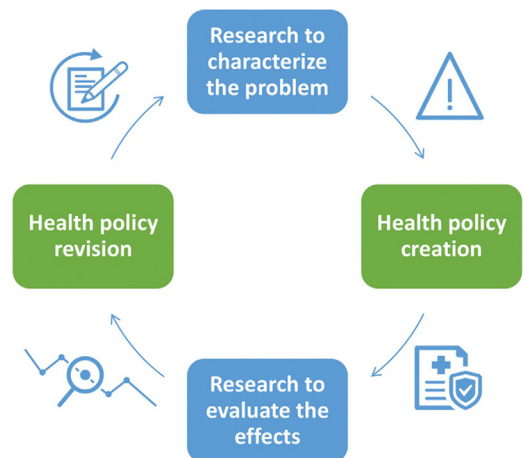 Research to
characterize
the problem
Health policy
revision
Health policy
creation
Research to
evaluate the
effects